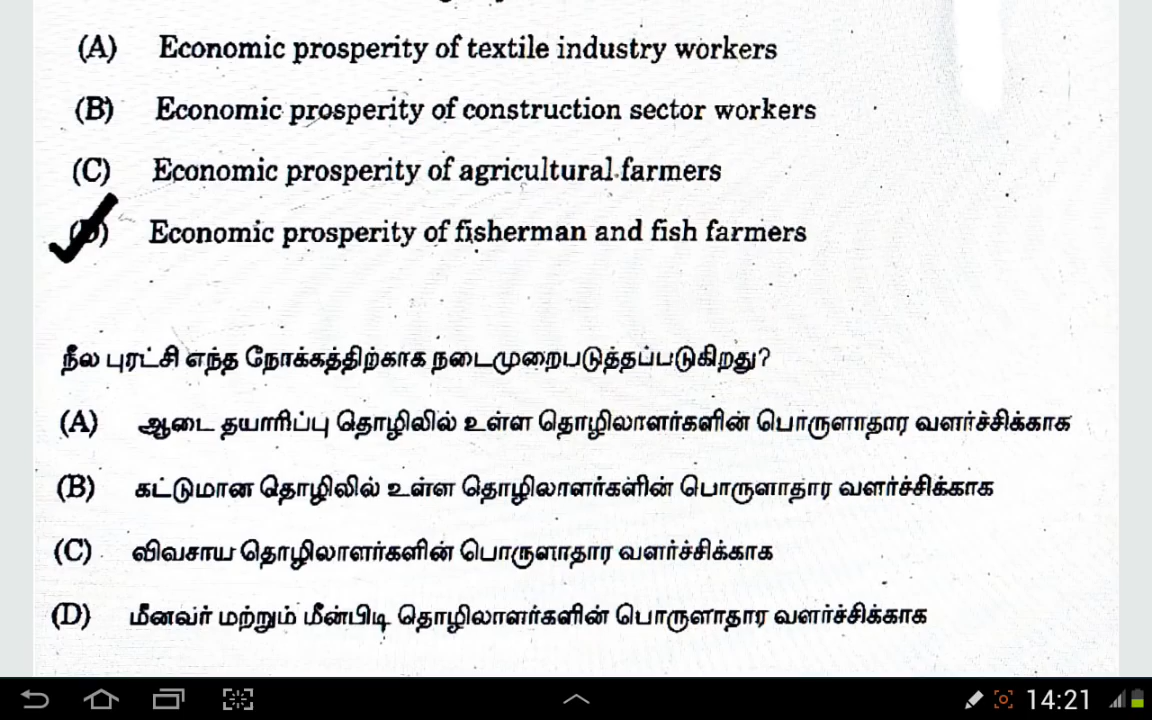 (A) Economic prosperity of textile industry workers
(B) Economic prosperity of construction sector workers
(C) Economic prosperity of agricultural farmers
(D) Economic prosperity of fisherman and fish farmers
நீல புரட்சி எந்த நோக்கத்திற்காக நடைமுறைபடுத்தப்படுகிறது?
(A) ஆடை தயாரிப்பு தொழிலில் உள்ள தொழிலாளர்களின் பொருளாதார வளர்ச்சிக்காக
(B) கட்டுமான தொழிலில் உள்ள தொழிலாளர்களின் பொருளாதார வளர்ச்சிக்காக
(C) விவசாய தொழிலாளர்களின் பொருளாதார வளர்ச்சிக்காக
(D) மீனவர் மற்றும் மீன்பிடி தொழிலாளர்களின் பொருளாதார வளர்ச்சிக்காக
14:21